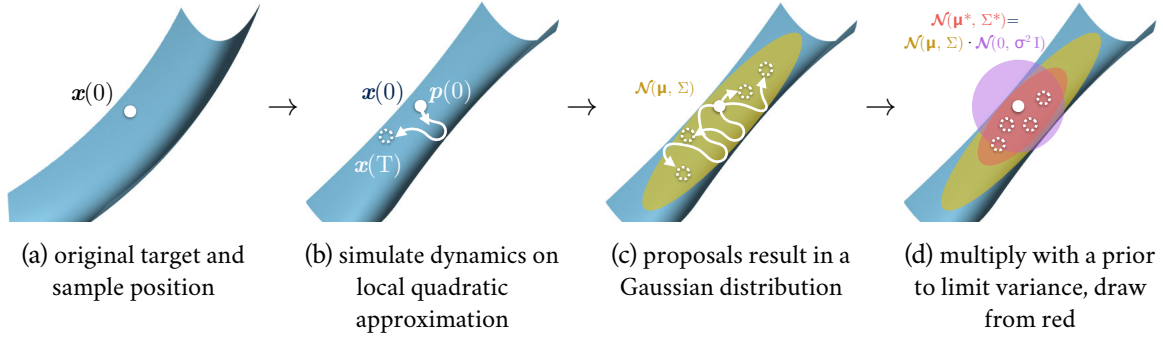 x(0)
→
x(0) p(0)
x(T)
→
𝒩(μ, Σ)
→
𝒩(μ*, Σ*)=
𝒩(μ, Σ) · 𝒩(0, σ² I)
(a) original target and
sample position
(b) simulate dynamics on
local quadratic
approximation
(c) proposals result in a
Gaussian distribution
(d) multiply with a prior
to limit variance, draw
from red